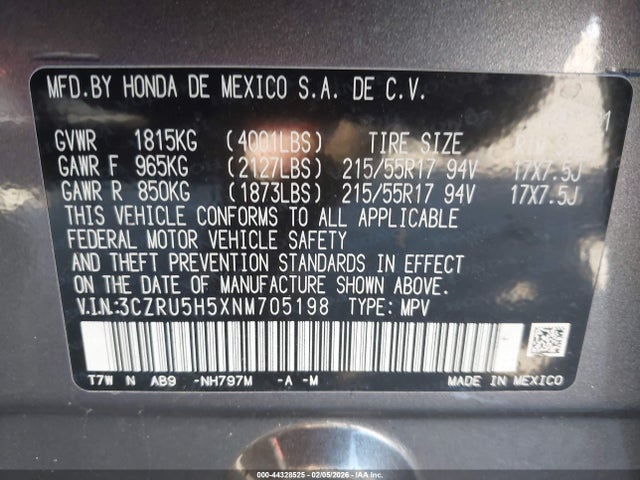 MFD.BY HONDA DE MEXICO S.A. DE C.V.
GVWR 1815KG (4001LBS) TIRE SIZE
GAWR F 965KG (2127LBS) 215/55R17 94V 17X7.5J
GAWR R 850KG (1873LBS) 215/55R17 94V 17X7.5J
THIS VEHICLE CONFORMS TO ALL APPLICABLE
FEDERAL MOTOR VEHICLE SAFETY
AND THEFT PREVENTION STANDARDS IN EFFECT
ON THE DATE OF MANUFACTURE SHOWN ABOVE.
V.I.N.:3CZRU5H5XNM705198 TYPE: MPV
T7W N AB9 -NH797M -A -M MADE IN MEXICO
000-44328525 | 02/05/2026 - COPART IAA, Inc.